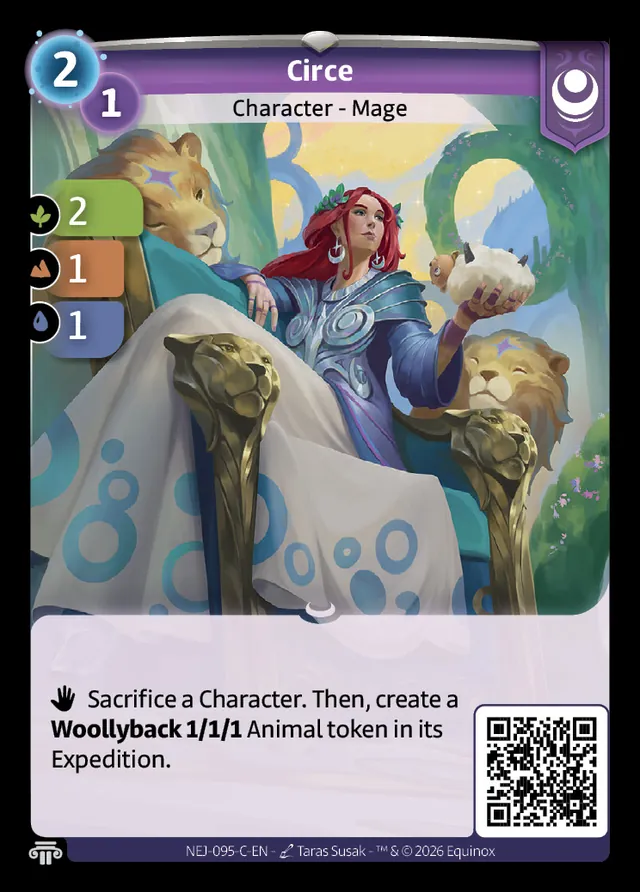 2
Circe
1
Character - Mage
2
1
1
Sacrifice a Character. Then, create a
Woollyback 1/1/1 Animal token in its
Expedition.
NEJ-095-C-EN - Taras Susak - ™ & © 2026 Equinox